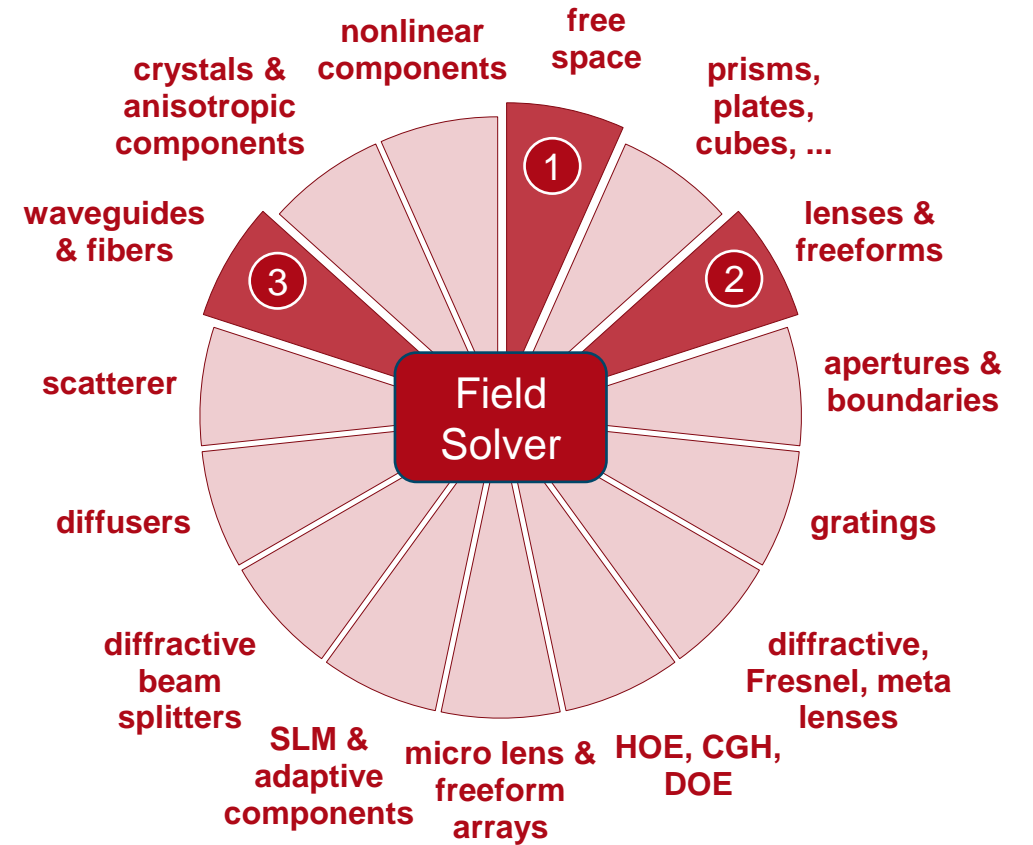 nonlinear
components
free
space
prisms,
plates,
cubes, ...
lenses &
freeforms
apertures &
boundaries
gratings
diffractive,
Fresnel, meta
lenses
HOE, CGH,
DOE
micro lens &
freeform
arrays
SLM &
adaptive
components
diffractive
beam
splitters
diffusers
scatterer
waveguides
& fibers
crystals &
anisotropic
components
1
2
3
Field
Solver